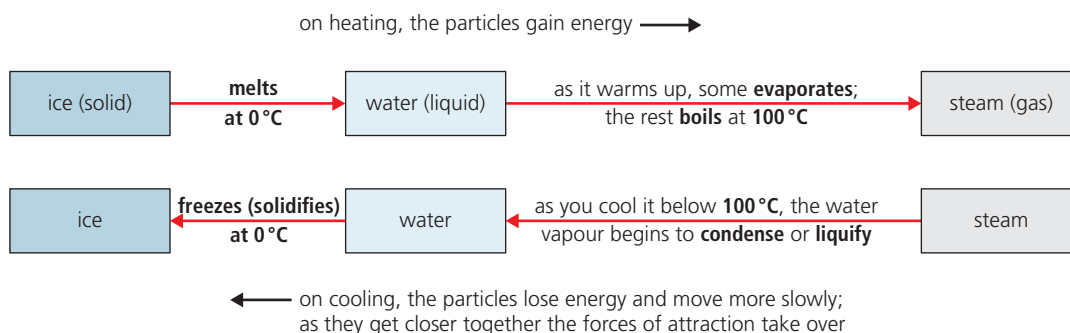 on heating, the particles gain energy
ice (solid)
melts
at 0 °C
water (liquid)
as it warms up, some evaporates;
the rest boils at 100 °C
steam (gas)
ice
freezes (solidifies)
at 0 °C
water
as you cool it below 100 °C, the water
vapour begins to condense or liquify
steam
on cooling, the particles lose energy and move more slowly;
as they get closer together the forces of attraction take over